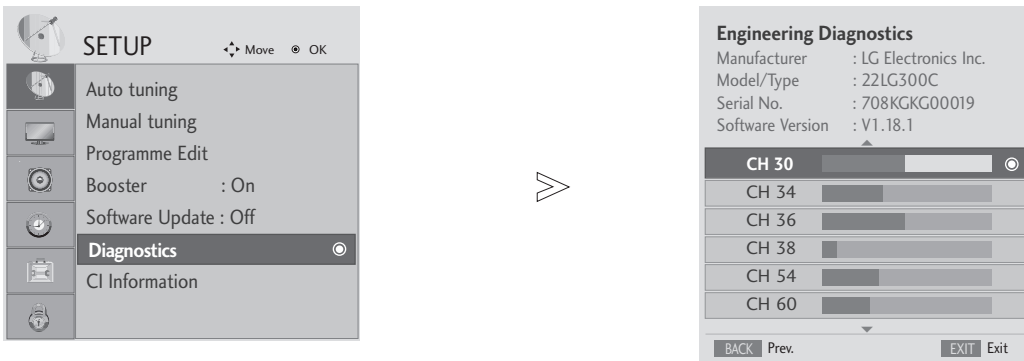 SETUP
Move OK
Auto tuning
Manual tuning
Programme Edit
Booster : On
Software Update : Off
Diagnostics
CI Information
Engineering Diagnostics
Manufacturer : LG Electronics Inc.
Model/Type : 22LG300C
Serial No. : 708KGKG00019
Software Version : V1.18.1
CH 30
CH 34
CH 36
CH 38
CH 54
CH 60
BACK Prev. EXIT Exit